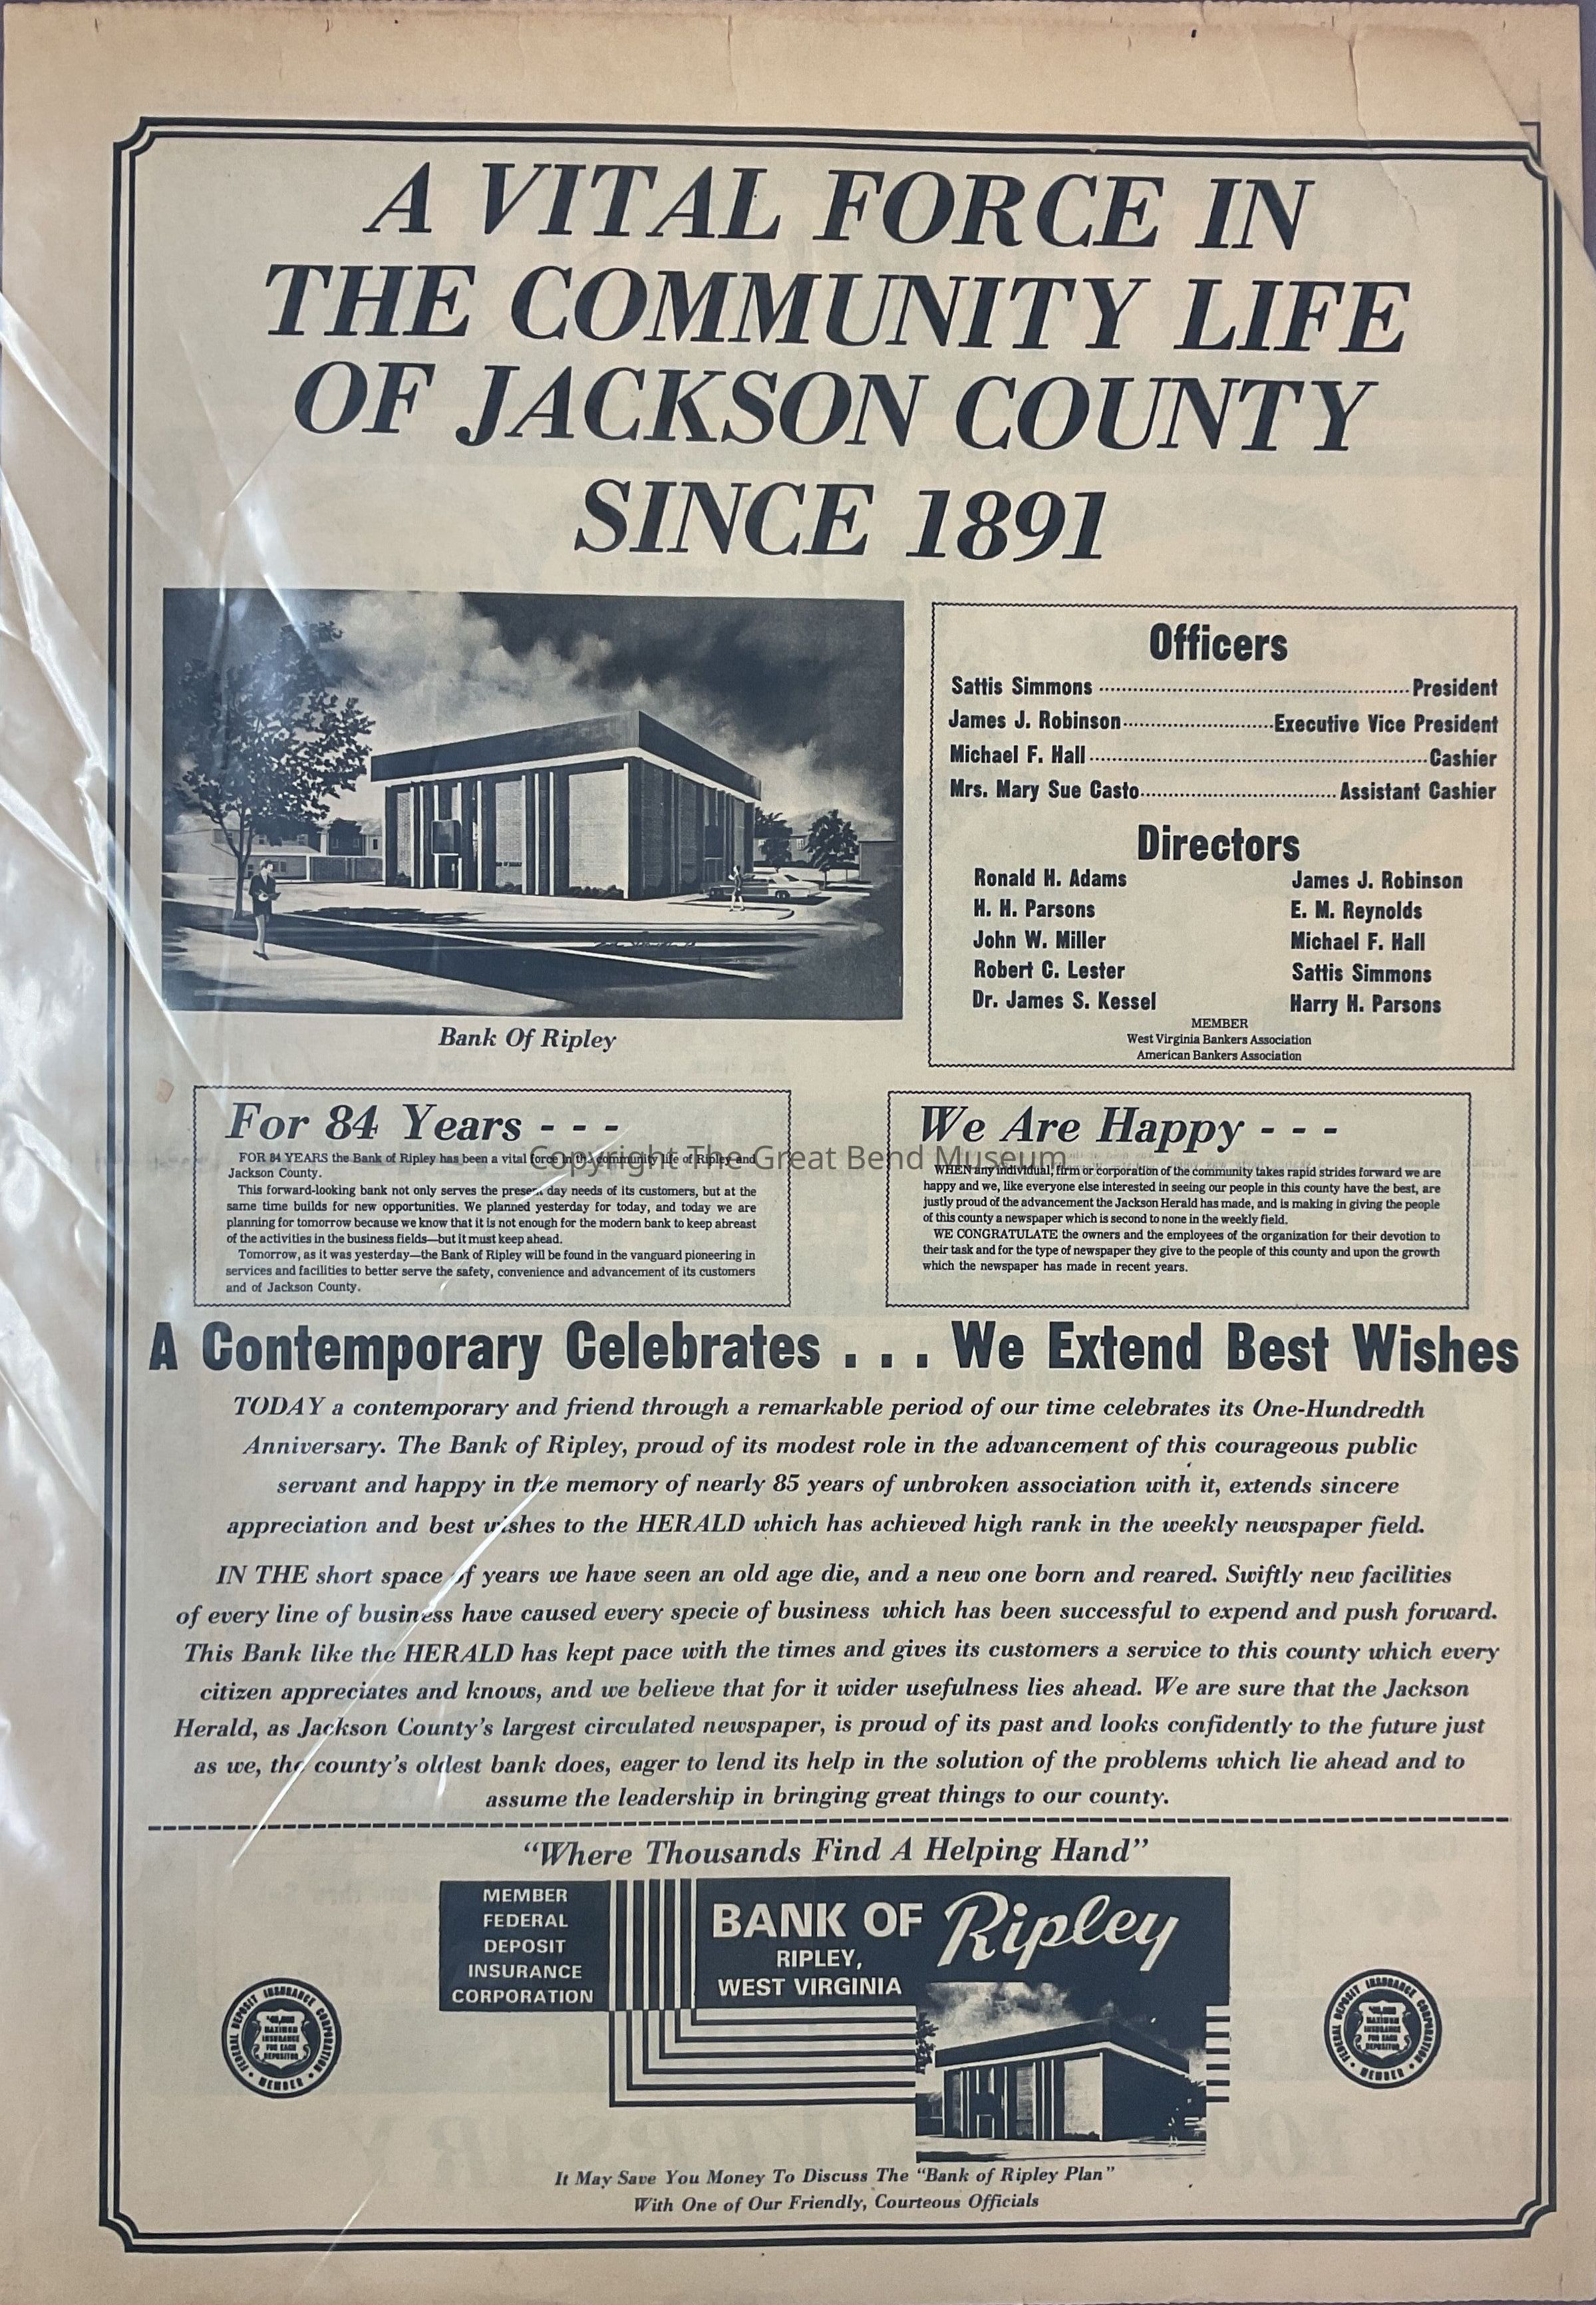 A VITAL FORCE IN
THE COMMUNITY LIFE
OF JACKSON COUNTY
SINCE 1891
Bank Of Ripley
Officers
Sattis Simmons ........ President
James J. Robinson ........ Executive Vice President
Michael F. Hall ........ Cashier
Mrs. Mary Sue Casto ........ Assistant Cashier
Directors
Ronald H. Adams
H. H. Parsons
John W. Miller
Robert C. Lester
Dr. James S. Kessel
James J. Robinson
E. M. Reynolds
Michael F. Hall
Sattis Simmons
Harry H. Parsons
MEMBER
West Virginia Bankers Association
American Bankers Association
For 84 Years - - -
FOR 84 YEARS the Bank of Ripley has been a vital force in the community life of Ripley and
Jackson County.
This forward-looking bank not only serves the present day needs of its customers, but at the
same time builds for new opportunities. We planned yesterday for today, and today we are
planning for tomorrow because we know that it is not enough for the modern bank to keep abreast
of the activities in the business fields—but it must keep ahead.
Tomorrow, as it was yesterday—the Bank of Ripley will be found in the vanguard pioneering in
services and facilities to better serve the safety, convenience and advancement of its customers
and of Jackson County.
We Are Happy - - -
WHEN any individual, firm or corporation of the community takes rapid strides forward we are
happy and we, like everyone else interested in seeing our people in this county have the best, are
justly proud of the advancement the Jackson Herald has made, and is making in giving the people
of this county a newspaper which is second to none in the weekly field.
WE CONGRATULATE the owners and the employees of the organization for their devotion to
their task and for the type of newspaper they give to the people of this county and upon the growth
which the newspaper has made in recent years.
Copyright The Great Bend Museum
A Contemporary Celebrates . . . We Extend Best Wishes
TODAY a contemporary and friend through a remarkable period of our time celebrates its One-Hundredth
Anniversary. The Bank of Ripley, proud of its modest role in the advancement of this courageous public
servant and happy in the memory of nearly 85 years of unbroken association with it, extends sincere
appreciation and best wishes to the HERALD which has achieved high rank in the weekly newspaper field.
IN THE short space of years we have seen an old age die, and a new one born and reared. Swiftly new facilities
of every line of business have caused every specie of business which has been successful to expend and push forward.
This Bank like the HERALD has kept pace with the times and gives its customers a service to this county which every
citizen appreciates and knows, and we believe that for it wider usefulness lies ahead. We are sure that the Jackson
Herald, as Jackson County's largest circulated newspaper, is proud of its past and looks confidently to the future just
as we, the county's oldest bank does, eager to lend its help in the solution of the problems which lie ahead and to
assume the leadership in bringing great things to our county.
"Where Thousands Find A Helping Hand"
MEMBER
FEDERAL
DEPOSIT
INSURANCE
CORPORATION
BANK OF Ripley
RIPLEY,
WEST VIRGINIA
FEDERAL DEPOSIT INSURANCE CORPORATION
MAXIMUM
INSURANCE
FOR EACH
DEPOSITOR
MEMBER
FEDERAL DEPOSIT INSURANCE CORPORATION
MAXIMUM
INSURANCE
FOR EACH
DEPOSITOR
MEMBER
It May Save You Money To Discuss The "Bank of Ripley Plan"
With One of Our Friendly, Courteous Officials